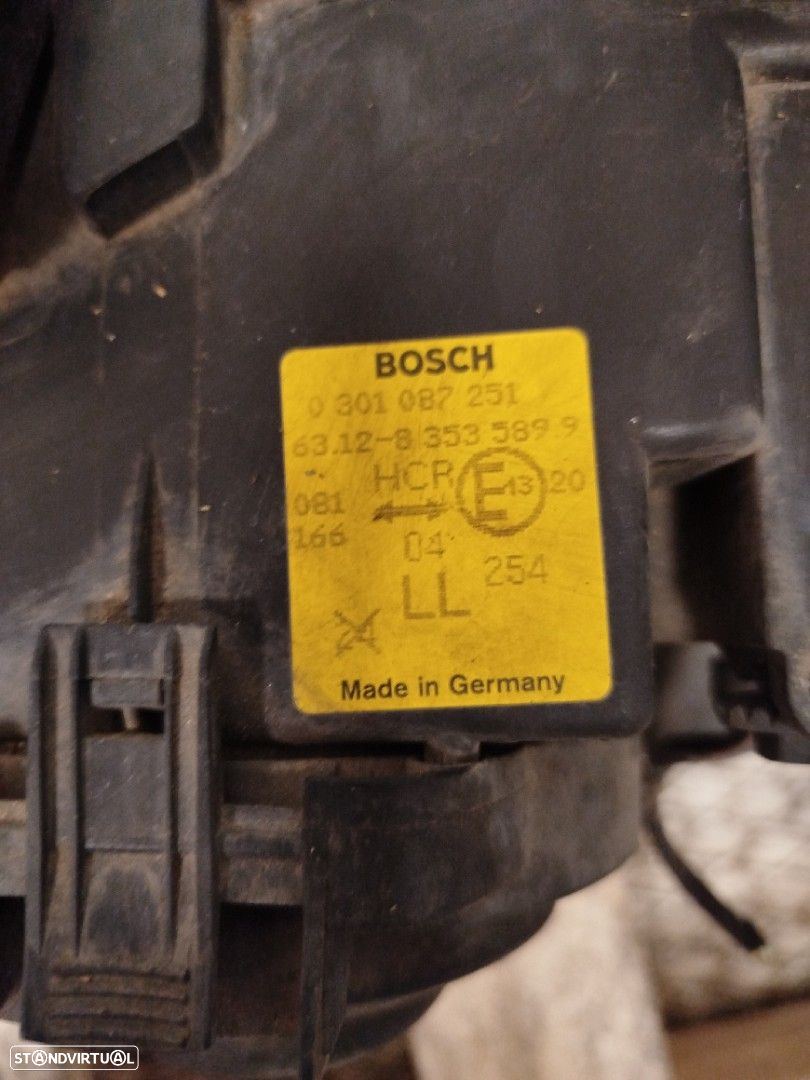 BOSCH
0 301 087 251
63.12-8 353 589.9
HCR E 13 20
081
166 04
LL 254
Made in Germany
STANDVIRTUAL